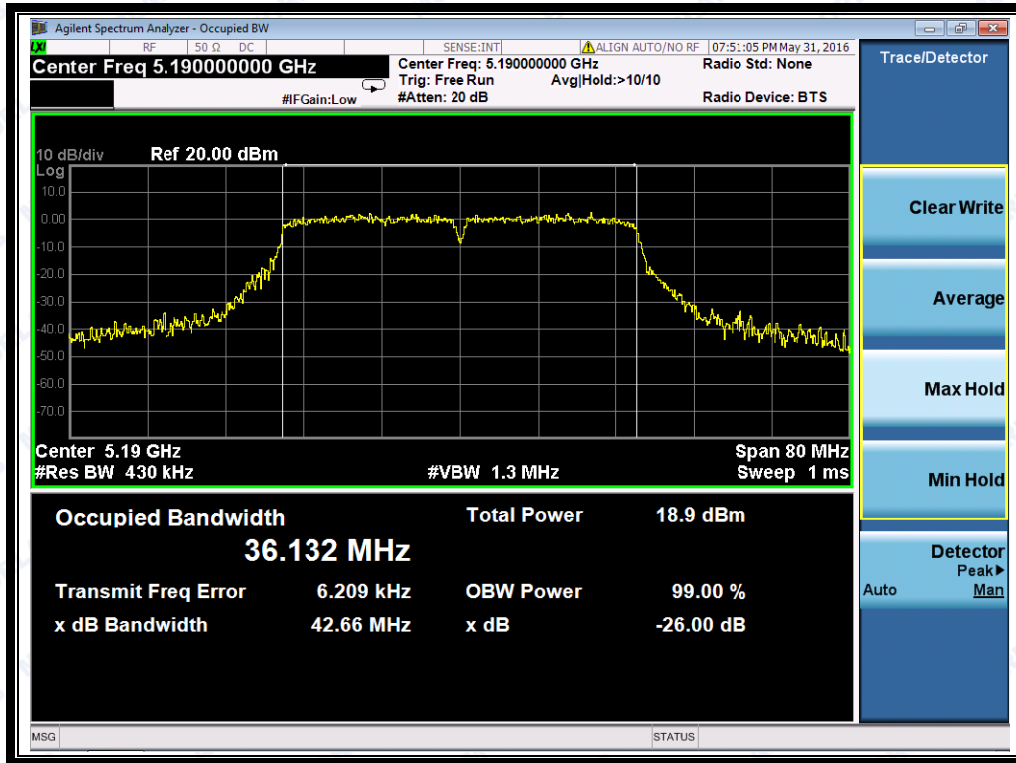 Agilent Spectrum Analyzer - Occupied BW
LXI RF 50 Ω DC SENSE:INT ALIGN AUTO/NO RF 07:51:05 PM May 31, 2016
Center Freq 5.190000000 GHz
Center Freq: 5.190000000 GHz Radio Std: None
Trig: Free Run Avg|Hold:>10/10
#IFGain:Low #Atten: 20 dB Radio Device: BTS
10 dB/div Ref 20.00 dBm
Log
10.0
0.00
-10.0
-20.0
-30.0
-40.0
-50.0
-60.0
-70.0
Center 5.19 GHz Span 80 MHz
#Res BW 430 kHz #VBW 1.3 MHz Sweep 1 ms
Occupied Bandwidth Total Power 18.9 dBm
36.132 MHz
Transmit Freq Error 6.209 kHz OBW Power 99.00 %
x dB Bandwidth 42.66 MHz x dB -26.00 dB
MSG STATUS
Trace/Detector
Clear Write
Average
Max Hold
Min Hold
Detector
Peak▶
Auto Man